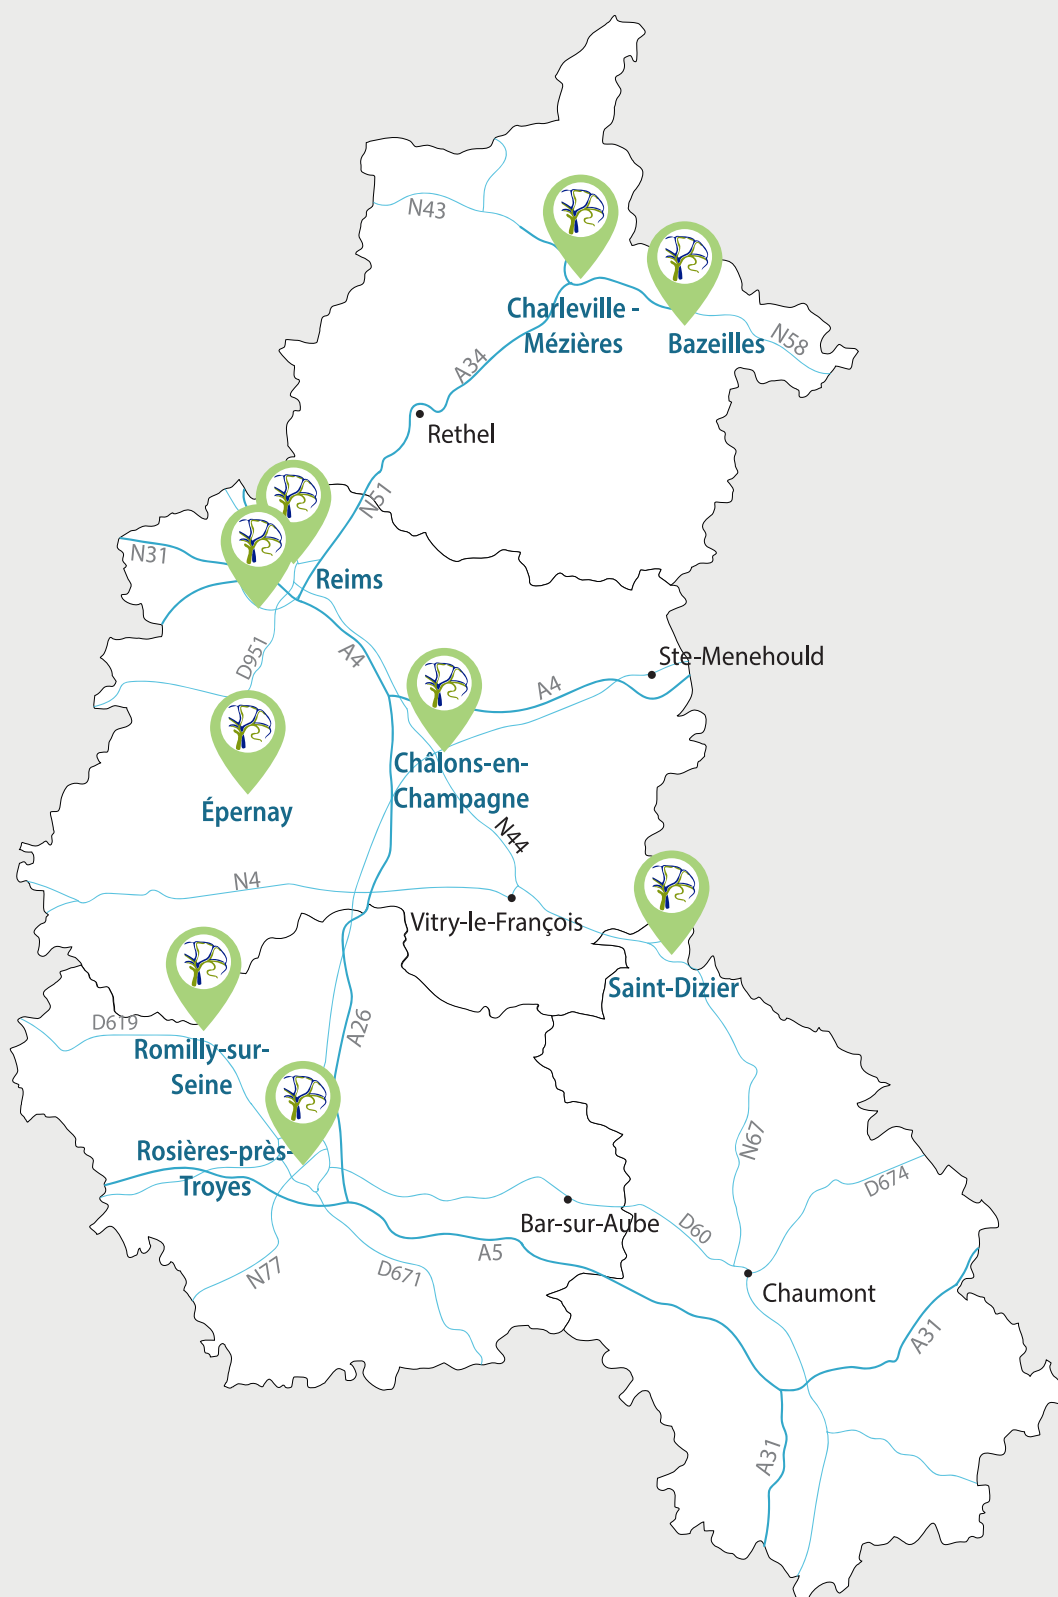 N43
Charleville -
Mézières
Bazeilles
N58
A34
Rethel
N51
N31
Reims
D951
A4
Ste-Menehould
A4
Châlons-en-
Champagne
Épernay
N44
N4
Vitry-le-François
Saint-Dizier
D619
A26
Romilly-sur-
Seine
Rosières-près-
Troyes
N67
D674
Bar-sur-Aube
D60
A5
N77
D671
Chaumont
A31
A31